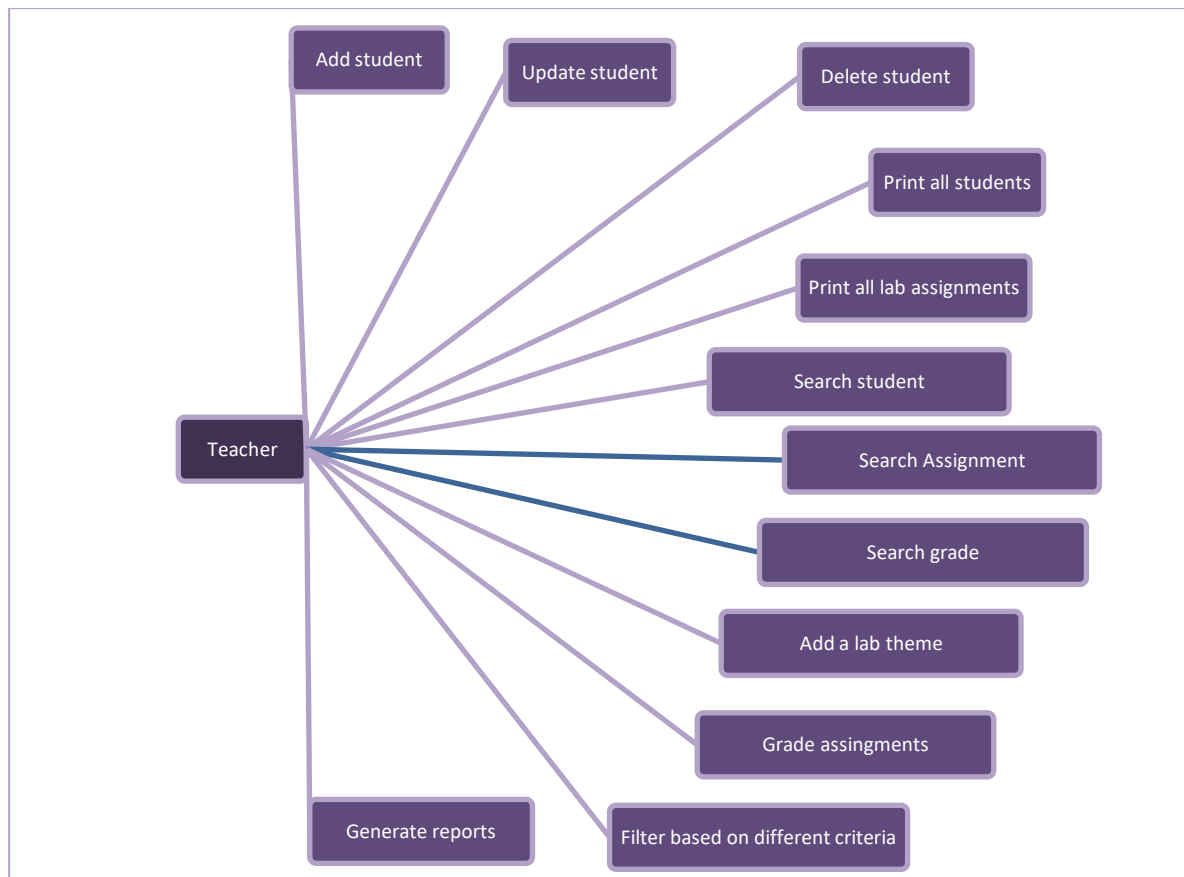 Add student
Update student
Delete student
Print all students
Print all lab assignments
Search student
Teacher
Search Assignment
Search grade
Add a lab theme
Grade assingments
Generate reports
Filter based on different criteria